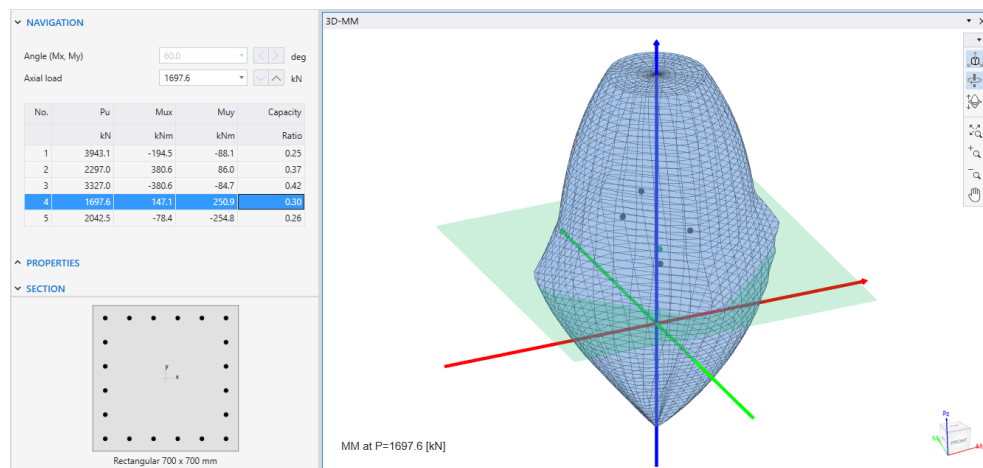 NAVIGATION
Angle (Mx, My) 60.0 deg
Axial load 1697.6 kN
No. Pu Mux Muy Capacity
kN kNm kNm Ratio
1 3943.1 -194.5 -88.1 0.25
2 2297.0 380.6 86.0 0.37
3 3327.0 -380.6 -84.7 0.42
4 1697.6 147.1 250.9 0.30
5 2042.5 -78.4 -254.8 0.26
PROPERTIES
SECTION
y
x
Rectangular 700 x 700 mm
3D-MM
MM at P=1697.6 [kN]
Pz
FRONT